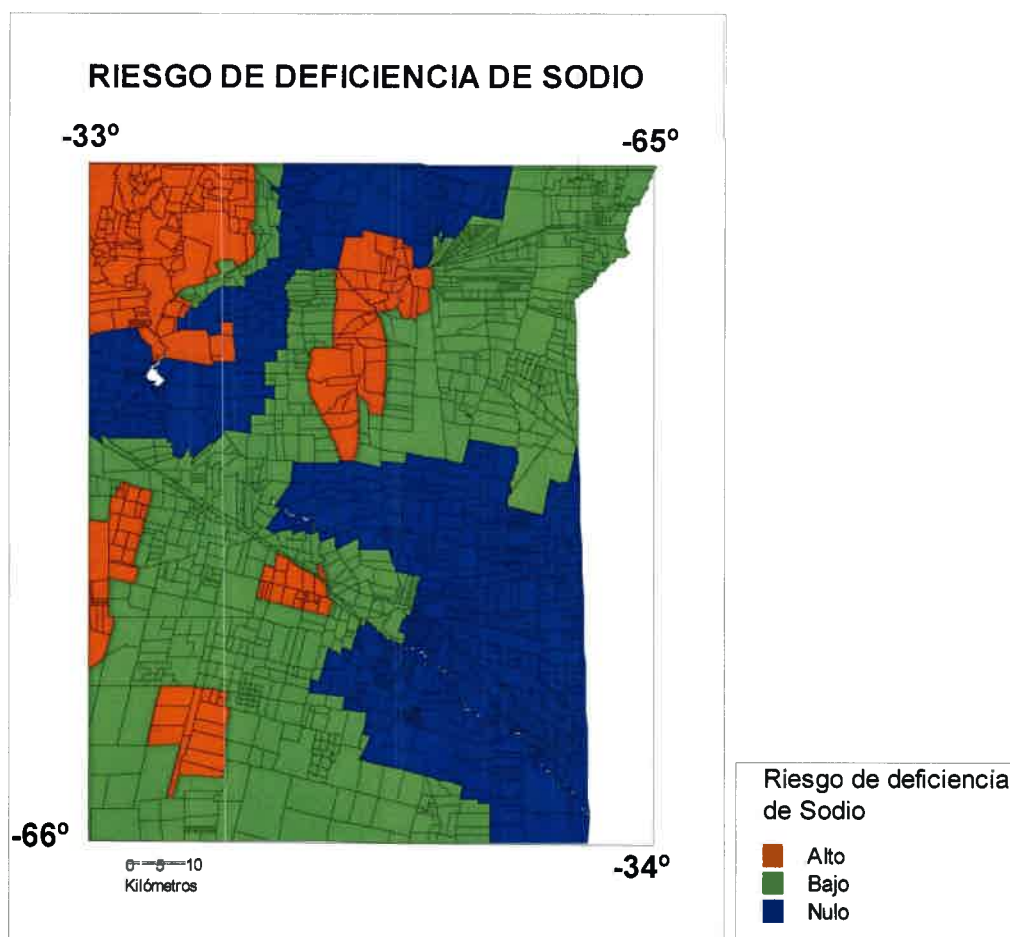 RIESGO DE DEFICIENCIA DE SODIO
-33º
-65º
-66º
-34º
0 5 10
Kilómetros
Riesgo de deficiencia
de Sodio
Alto
Bajo
Nulo